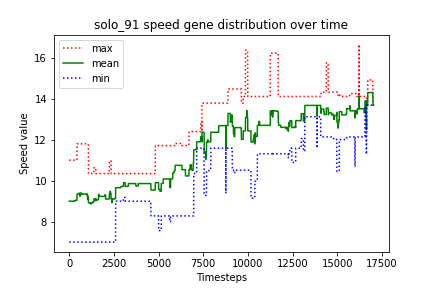 solo_91 speed gene distribution over time
max
mean
min
Speed value
16
14
12
10
8
0 2500 5000 7500 10000 12500 15000 17500
Timesteps